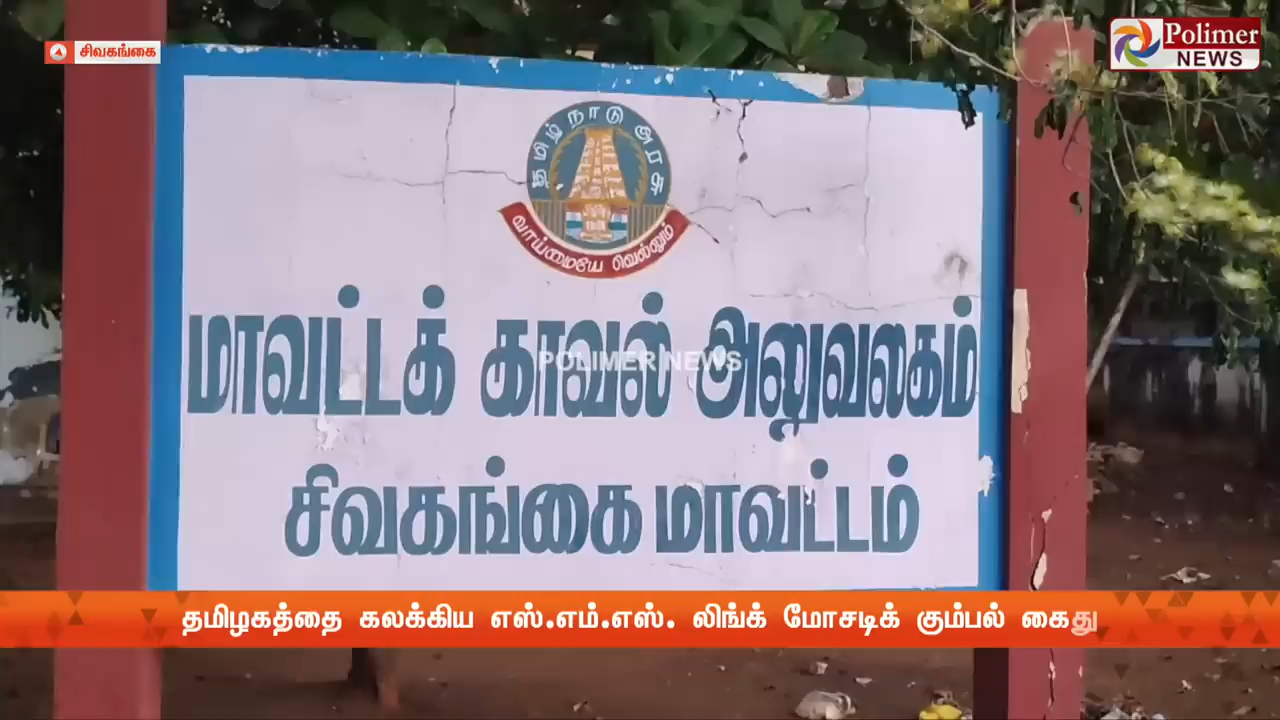 சிவகங்கை
Polimer
NEWS
தமிழ்நாடு அரசு
வாய்மையே வெல்லும்
மாவட்டக் காவல் அலுவலகம்
POLIMER NEWS
சிவகங்கை மாவட்டம்
தமிழகத்தை கலக்கிய எஸ்.எம்.எஸ். லிங்க் மோசடிக் கும்பல் கைது